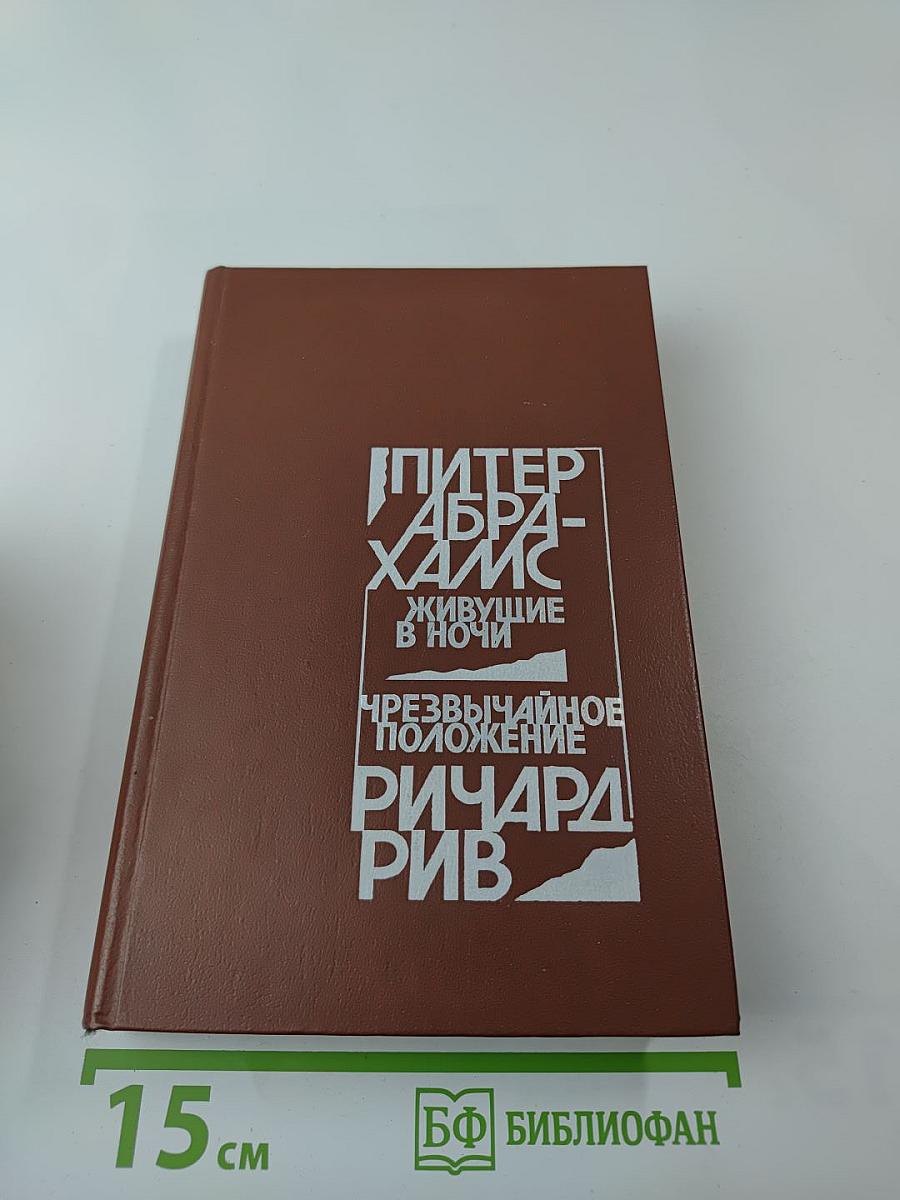 ПИТЕР
АБРА-
ХАМС
ЖИВУЩИЕ
В НОЧИ
ЧРЕЗВЫЧАЙНОЕ
ПОЛОЖЕНИЕ
РИЧАРД
РИВ
15 см
БФ БИБЛИОФАН